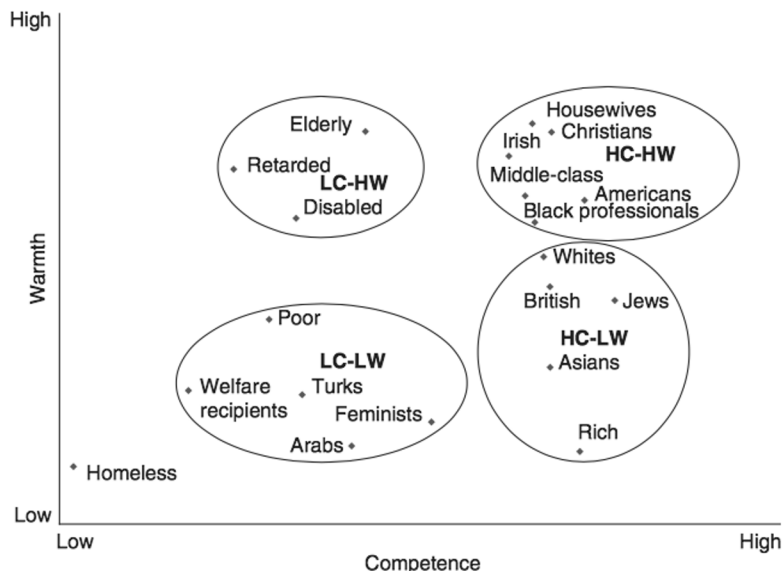 High
Housewives
Elderly
Christians
Irish
HC-HW
Retarded
LC-HW
Middle-class
Americans
Disabled
Black professionals
Whites
Warmth
British
Jews
Poor
HC-LW
LC-LW
Asians
Welfare
recipients
Turks
Feminists
Rich
Arabs
Homeless
Low
Low
High
Competence